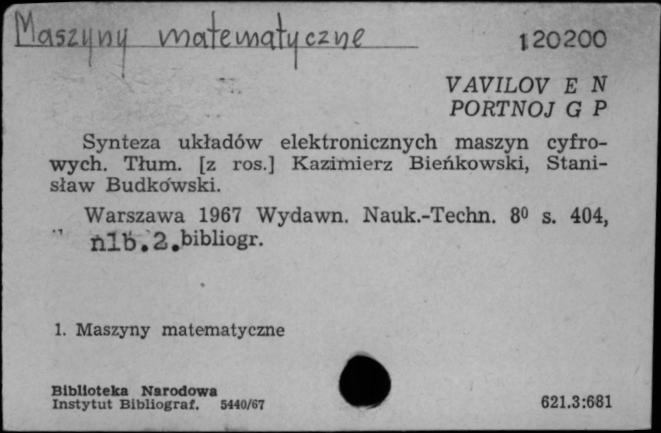 Maszyny matematyczne
120200
VAVILOV E N
PORTNOJ G P
Synteza układów elektronicznych maszyn cyfro-
wych. Tłum. [z ros.] Kazimierz Bieńkowski, Stani-
sław Budkowski.
Warszawa 1967 Wydawn. Nauk.-Techn. 8⁰ s. 404,
nlb.2.bibliogr.
1. Maszyny matematyczne
Biblioteka Narodowa
Instytut Bibliograf. 5440/67
621.3:681